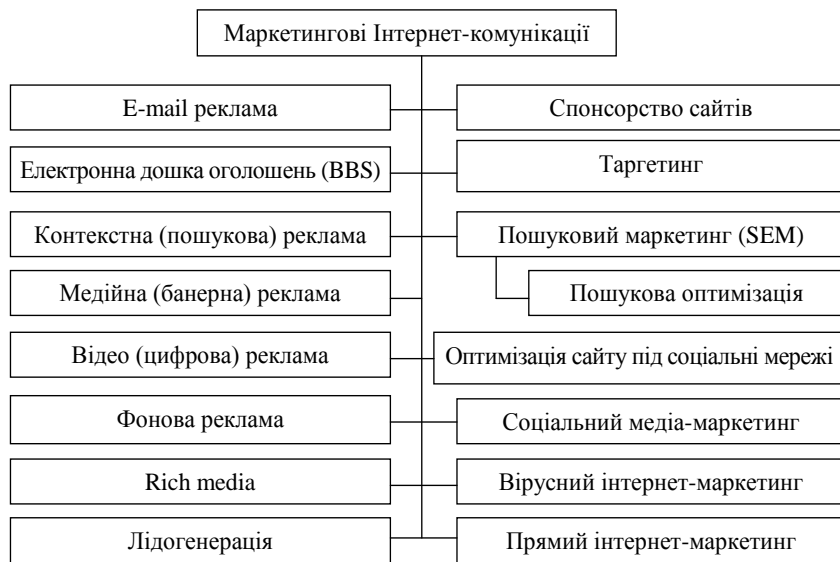 Маркетингові Інтернет-комунікації
E-mail реклама
Спонсорство сайтів
Електронна дошка оголошень (BBS)
Таргетинг
Контекстна (пошукова) реклама
Пошуковий маркетинг (SEM)
Медійна (банерна) реклама
Пошукова оптимізація
Відео (цифрова) реклама
Оптимізація сайту під соціальні мережі
Фонова реклама
Соціальний медіа-маркетинг
Rich media
Вірусний інтернет-маркетинг
Лідогенерація
Прямий інтернет-маркетинг